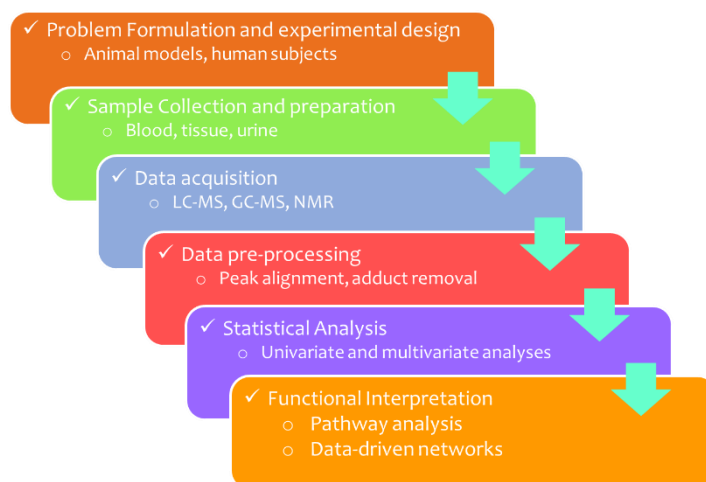 ✓ Problem Formulation and experimental design
○ Animal models, human subjects
✓ Sample Collection and preparation
○ Blood, tissue, urine
✓ Data acquisition
○ LC-MS, GC-MS, NMR
✓ Data pre-processing
○ Peak alignment, adduct removal
✓ Statistical Analysis
○ Univariate and multivariate analyses
✓ Functional Interpretation
○ Pathway analysis
○ Data-driven networks